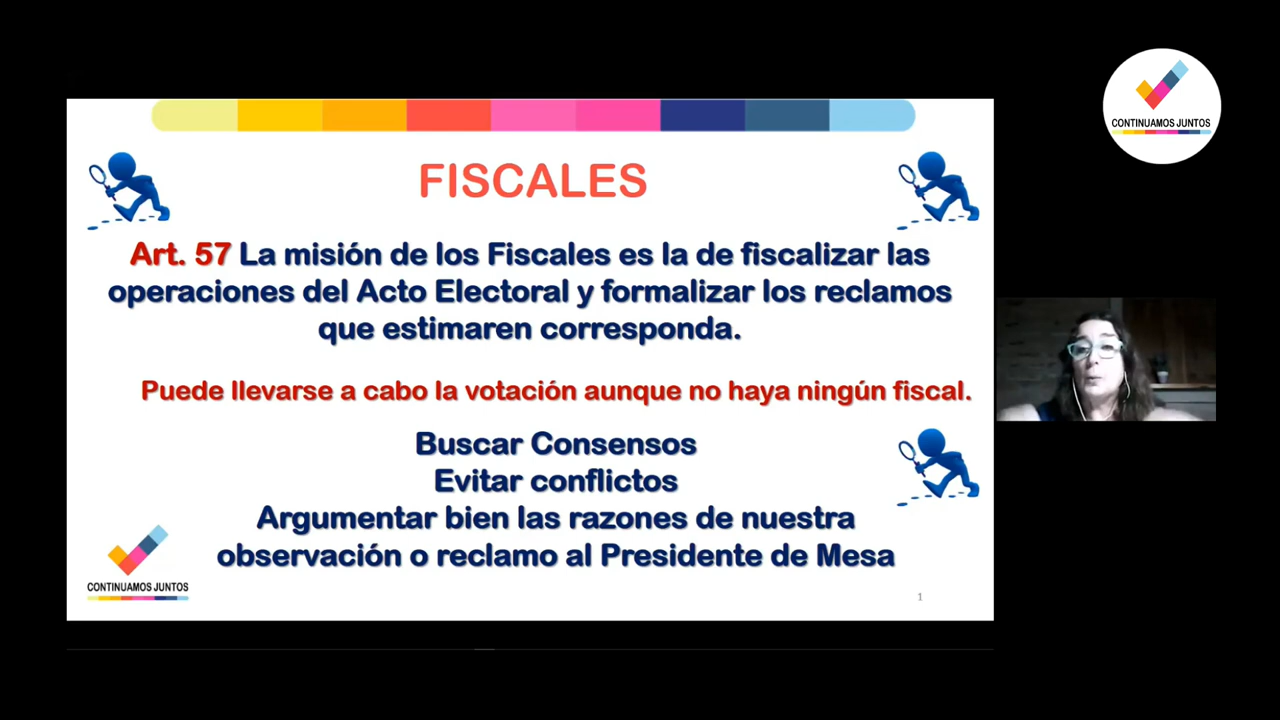 CONTINUAMOS JUNTOS
FISCALES
Art. 57 La misión de los Fiscales es la de fiscalizar las
operaciones del Acto Electoral y formalizar los reclamos
que estimaren corresponda.
Puede llevarse a cabo la votación aunque no haya ningún fiscal.
Buscar Consensos
Evitar conflictos
Argumentar bien las razones de nuestra
observación o reclamo al Presidente de Mesa
CONTINUAMOS JUNTOS
1